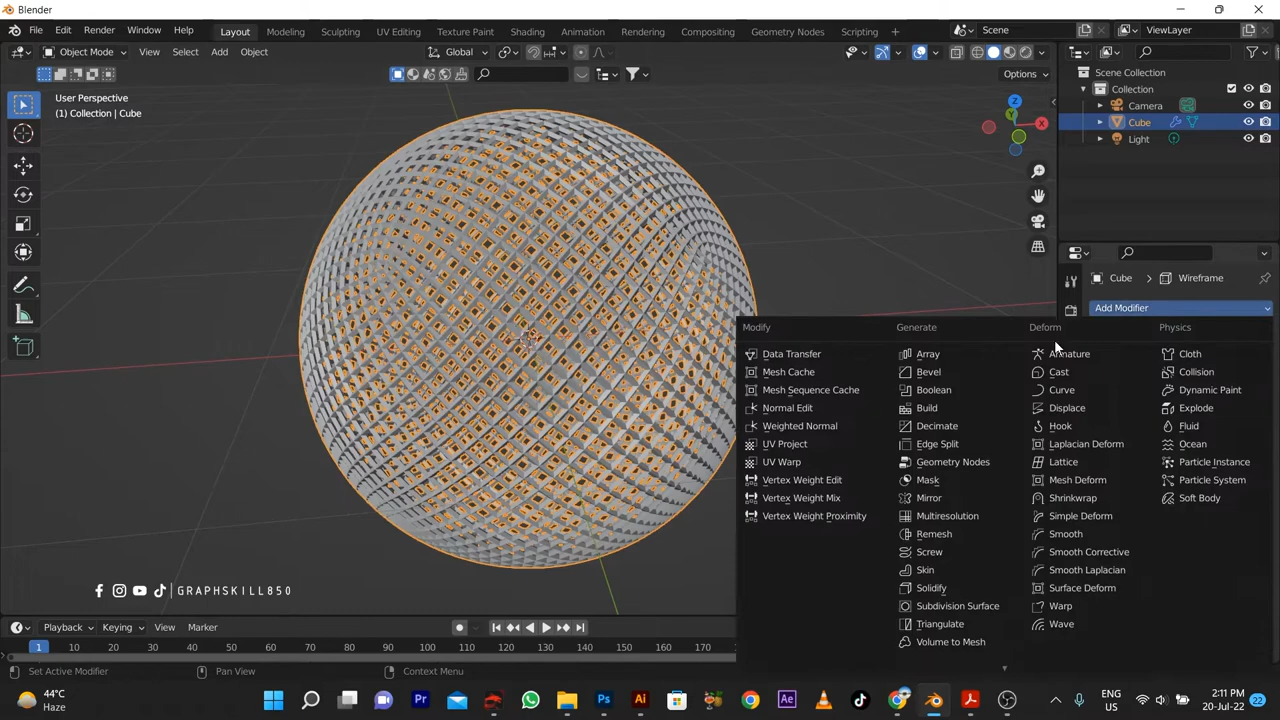 Blender
File Edit Render Window Help Layout Modeling Sculpting UV Editing Texture Paint Shading Animation Rendering Compositing Geometry Nodes Scripting + Scene ViewLayer
Object Mode View Select Add Object Global
Options
User Perspective
(1) Collection | Cube
Scene Collection
Collection
Camera
Cube
Light
Z
Y
X
Cube > Wireframe
Add Modifier
Modify Generate Deform Physics
Data Transfer Array Armature Cloth
Mesh Cache Bevel Cast Collision
Mesh Sequence Cache Boolean Curve Dynamic Paint
Normal Edit Build Displace Explode
Weighted Normal Decimate Hook Fluid
UV Project Edge Split Laplacian Deform Ocean
UV Warp Geometry Nodes Lattice Particle Instance
Vertex Weight Edit Mask Mesh Deform Particle System
Vertex Weight Mix Mirror Shrinkwrap Soft Body
Vertex Weight Proximity Multiresolution Simple Deform
Remesh Smooth
Screw Smooth Corrective
Skin Smooth Laplacian
Solidify Surface Deform
Subdivision Surface Warp
Triangulate Wave
Volume to Mesh
GRAPHSKILL850
Playback Keying View Marker
1 10 20 30 40 50 60 70 80 90 100 110 120 130 140 150 160 170
Set Active Modifier Pan View Context Menu
44°C
Haze
Pr Ps Ai Ae
ENG
US
2:11 PM
20-Jul-22
22